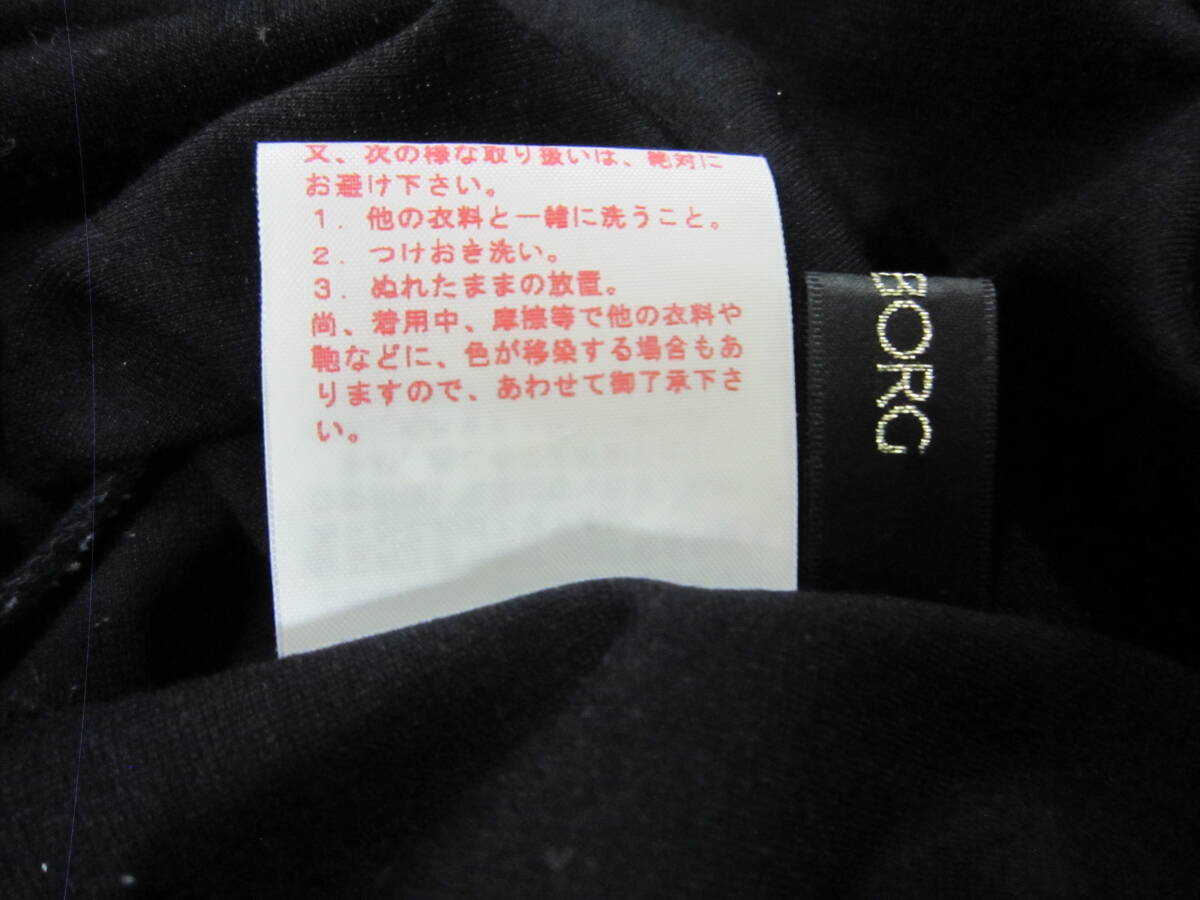 又、次の様な取り扱いは、絶対に
お避け下さい。
1. 他の衣料と一緒に洗うこと。
2. つけおき洗い。
3. ぬれたままの放置。
尚、着用中、摩擦等で他の衣料や
鞄などに、色が移染する場合もあ
りますので、あわせて御了承下さ
い。
BORG